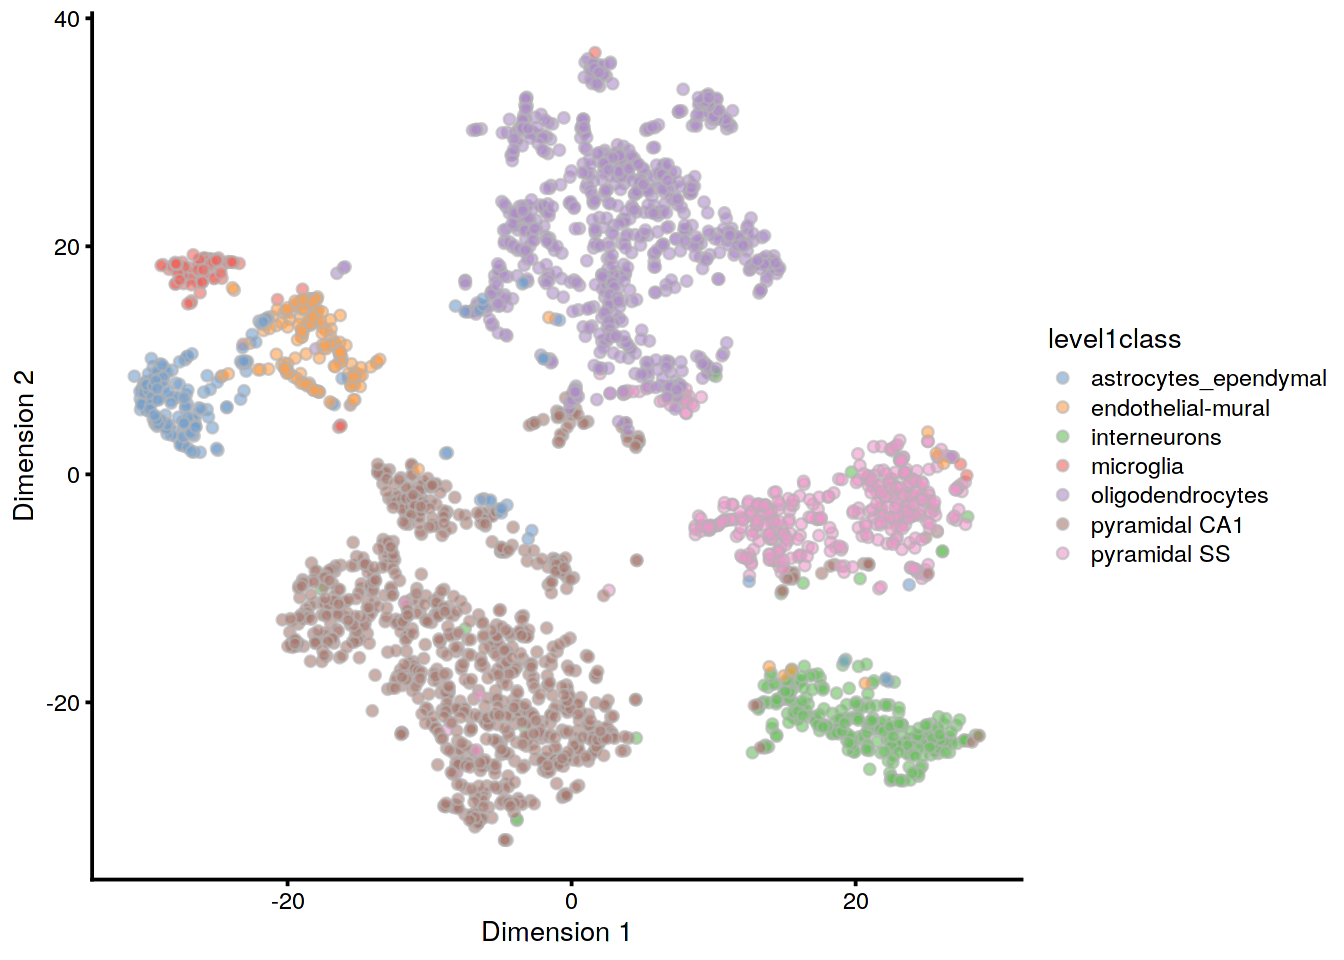 40
20
0
-20
Dimension 2
-20
0
20
Dimension 1
level1class
astrocytes_ependymal
endothelial-mural
interneurons
microglia
oligodendrocytes
pyramidal CA1
pyramidal SS